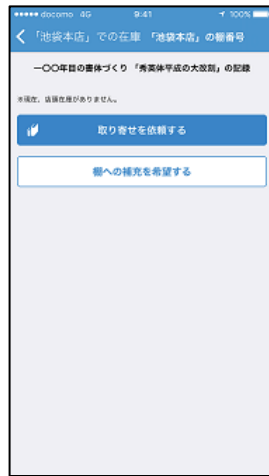 ●●●●● docomo 4G 9:41 100%
「池袋本店」での在庫 「池袋本店」の棚番号
一〇〇年目の書体づくり 「秀英体平成の大改刻」の記録
※現在、店頭在庫がありません。
取り寄せを依頼する
棚への補充を希望する